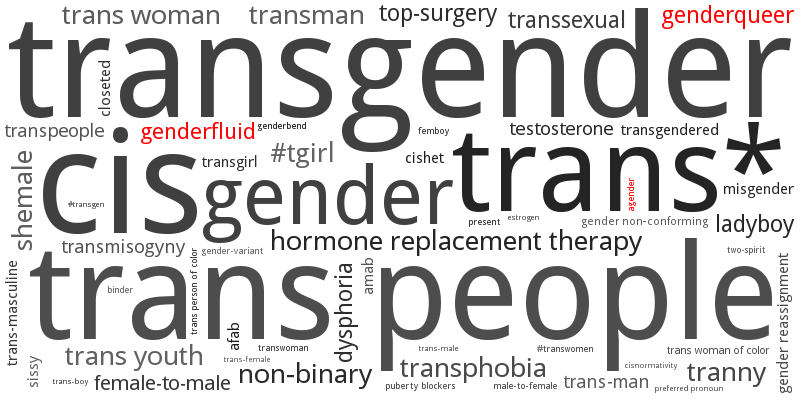 trans woman
transman
top-surgery
transsexual
genderqueer
transgender
closeted
transpeople
genderfluid
genderbend
femboy
testosterone
transgendered
cis
transgirl
#tgirl
cishet
trans*
shemale
#transgen
gender
agender
misgender
present
estrogen
gender non-conforming
ladyboy
transmisogyny
gender-variant
hormone replacement therapy
two-spirit
trans-masculine
trans people
binder
trans person of color
amab
dysphoria
afab
gender reassignment
transwoman
trans-male
#transwomen
trans woman of color
sissy
trans youth
trans-female
transphobia
cisnormativity
tranny
trans-boy
female-to-male
non-binary
puberty blockers
male-to-female
trans-man
preferred pronoun